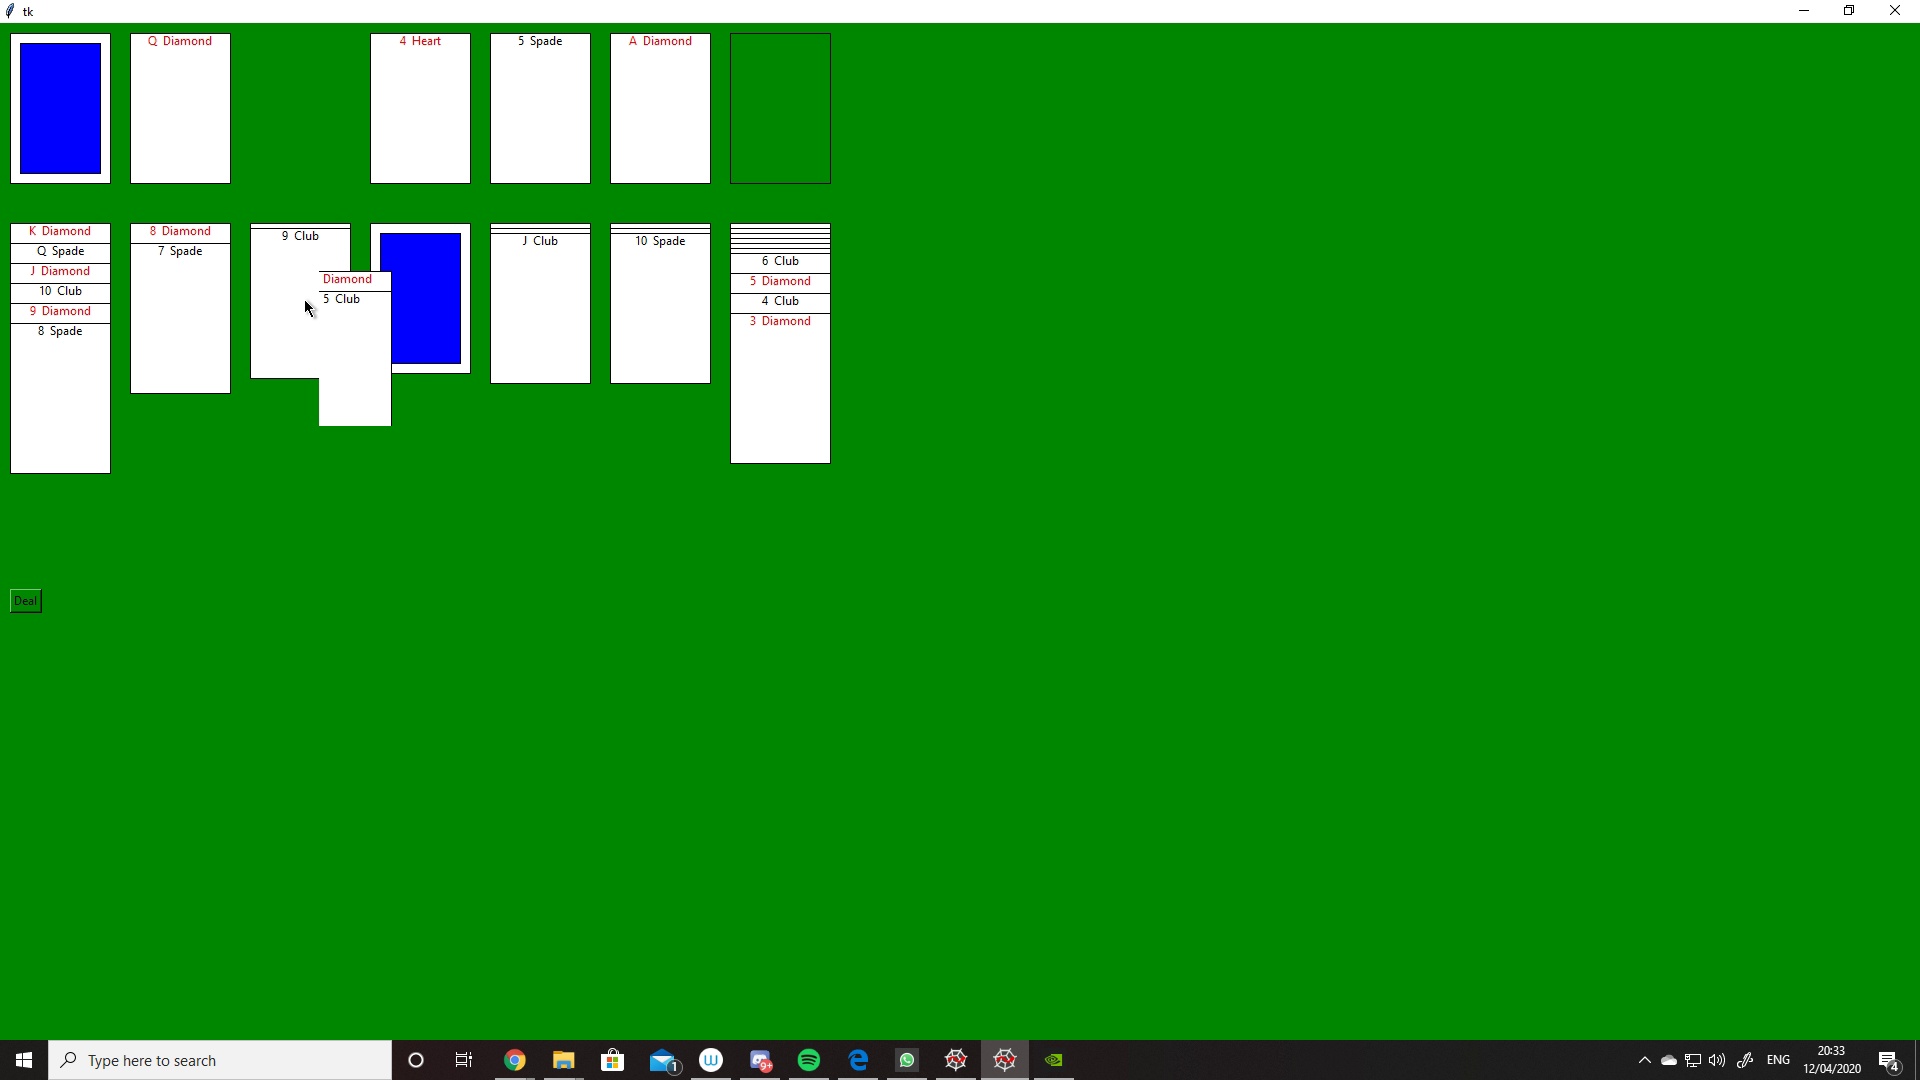 tk
Q Diamond
4 Heart
5 Spade
A Diamond
K Diamond
Q Spade
J Diamond
10 Club
9 Diamond
8 Spade
8 Diamond
7 Spade
9 Club
Diamond
5 Club
J Club
10 Spade
6 Club
5 Diamond
4 Club
3 Diamond
Deal
Type here to search
1
W
9+
ENG
20:33
12/04/2020
4